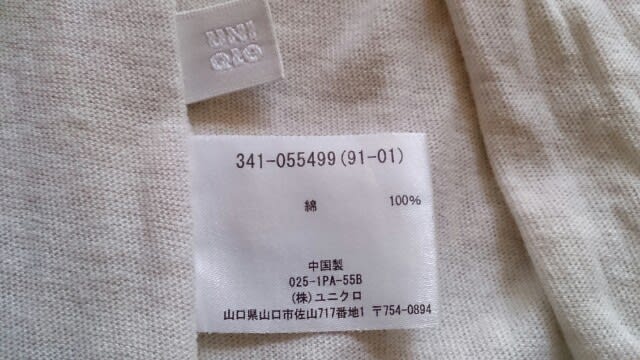 UNI
QLO
341-055499(91-01)
綿 100%
中国製
025-1PA-55B
(株)ユニクロ
山口県山口市佐山717番地1 〒754-0894